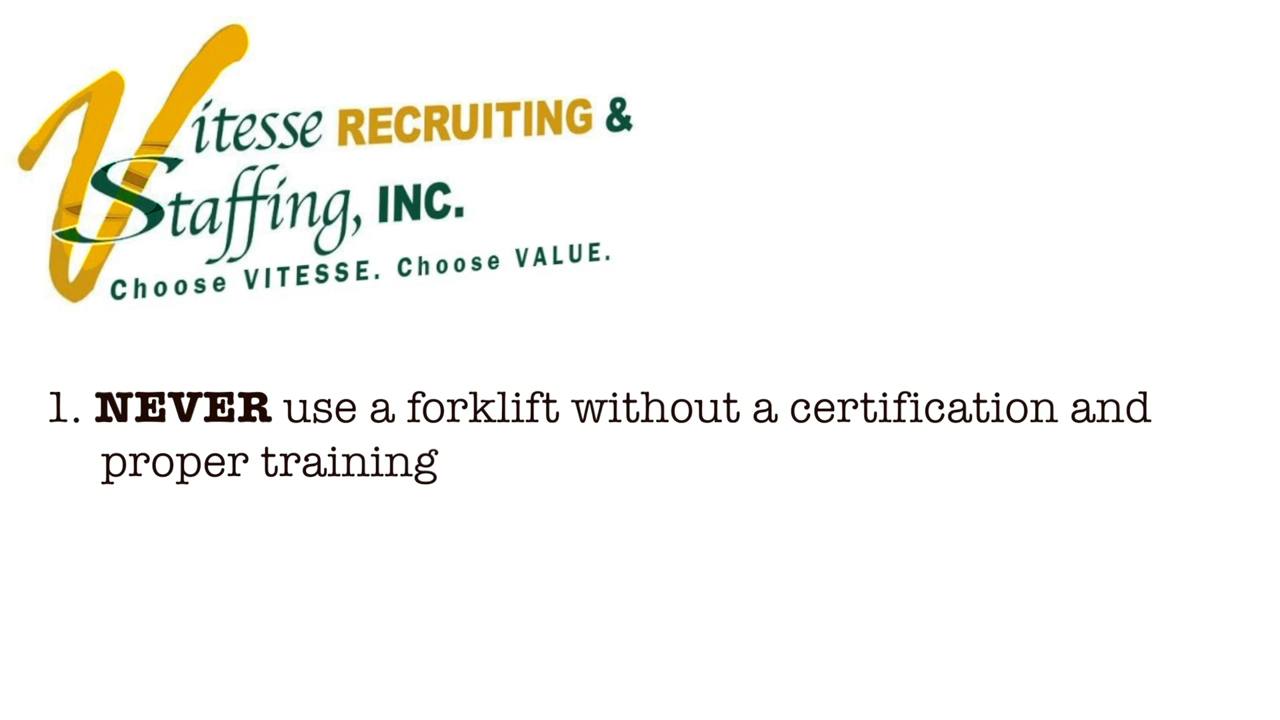 Vitesse RECRUITING &
Staffing, INC.
Choose VITESSE. Choose VALUE.
1. NEVER use a forklift without a certification and
proper training